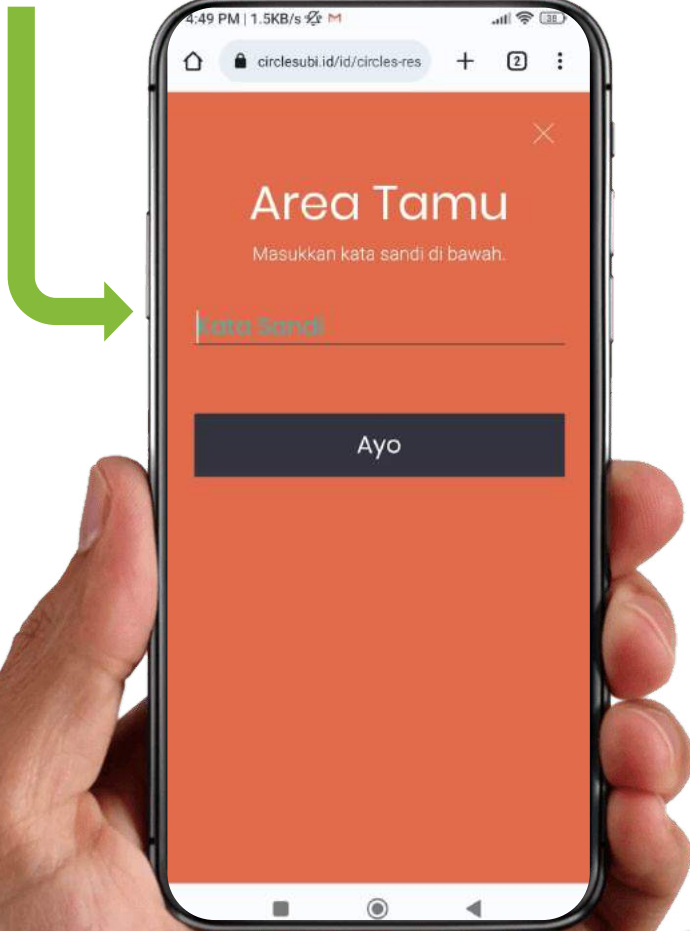 4:49 PM | 1.5KB/s
38
circlesubi.id/id/circles-res
2
Area Tamu
Masukkan kata sandi di bawah.
Kata Sandi
Ayo